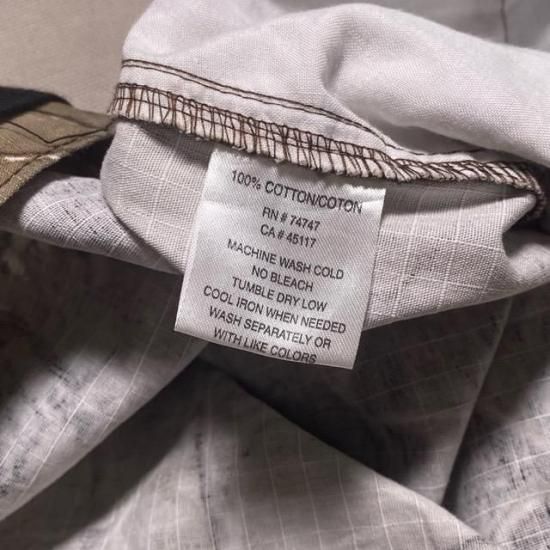 100% COTTON/COTON
RN # 74747
CA # 45117
MACHINE WASH COLD
NO BLEACH
TUMBLE DRY LOW
COOL IRON WHEN NEEDED
WASH SEPARATELY OR
WITH LIKE COLORS